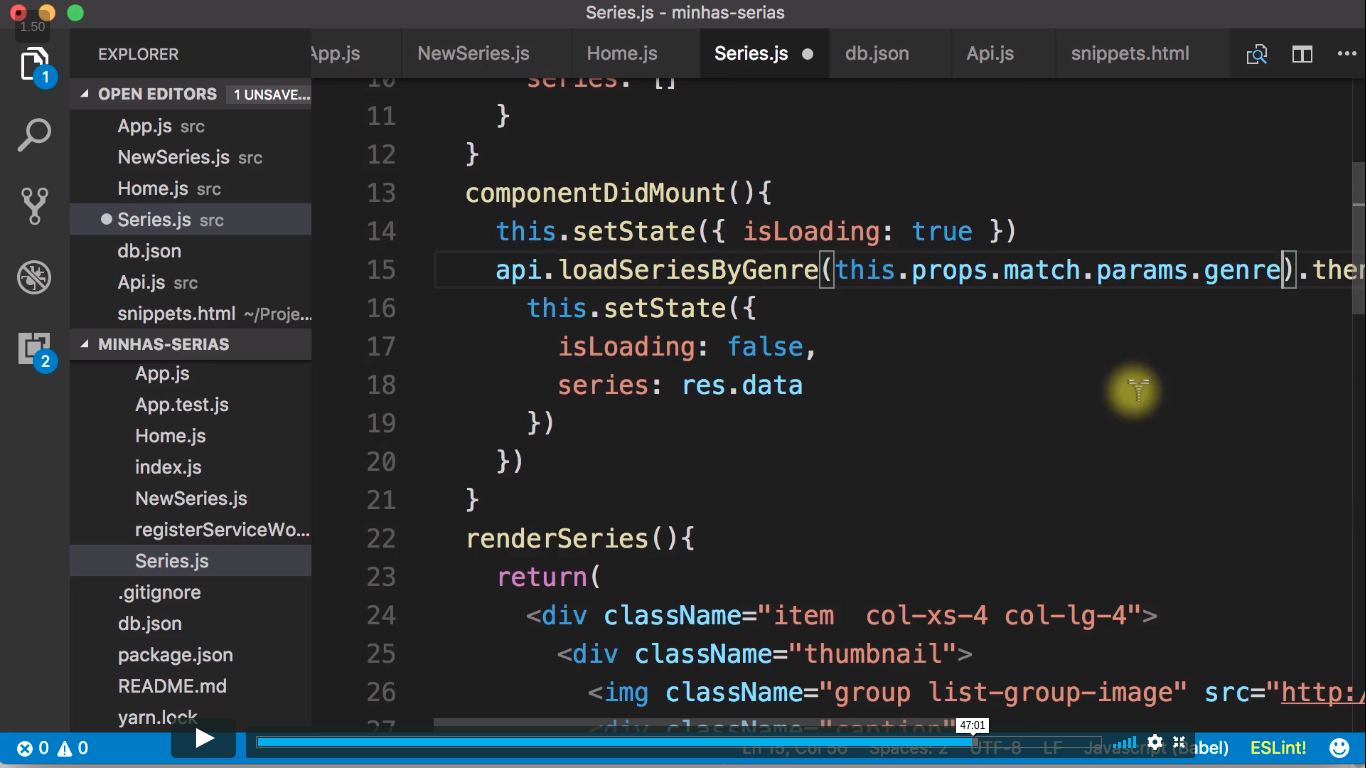 Series.js - minhas-serias
1.50
EXPLORER
App.js
NewSeries.js
Home.js
Series.js
db.json
Api.js
snippets.html
1
OPEN EDITORS
1 UNSAVE...
App.js src
NewSeries.js src
Home.js src
Series.js src
db.json
Api.js src
snippets.html ~/Proje...
2
MINHAS-SERIAS
App.js
App.test.js
Home.js
index.js
NewSeries.js
registerServiceWo...
Series.js
.gitignore
db.json
package.json
README.md
yarn.lock
10 series: []
11 }
12 }
13 componentDidMount(){
14 this.setState({ isLoading: true })
15 api.loadSeriesByGenre(this.props.match.params.genre).then
16 this.setState({
17 isLoading: false,
18 series: res.data
19 })
20 })
21 }
22 renderSeries(){
23 return(
24 <div className="item  col-xs-4 col-lg-4">
25 <div className="thumbnail">
26 <img className="group list-group-image" src="http:/
27 <div className="caption"
47:01
0 0
Ln 15, Col 56 Spaces: 2 UTF-8 LF Javascript (Babel) ESLint!